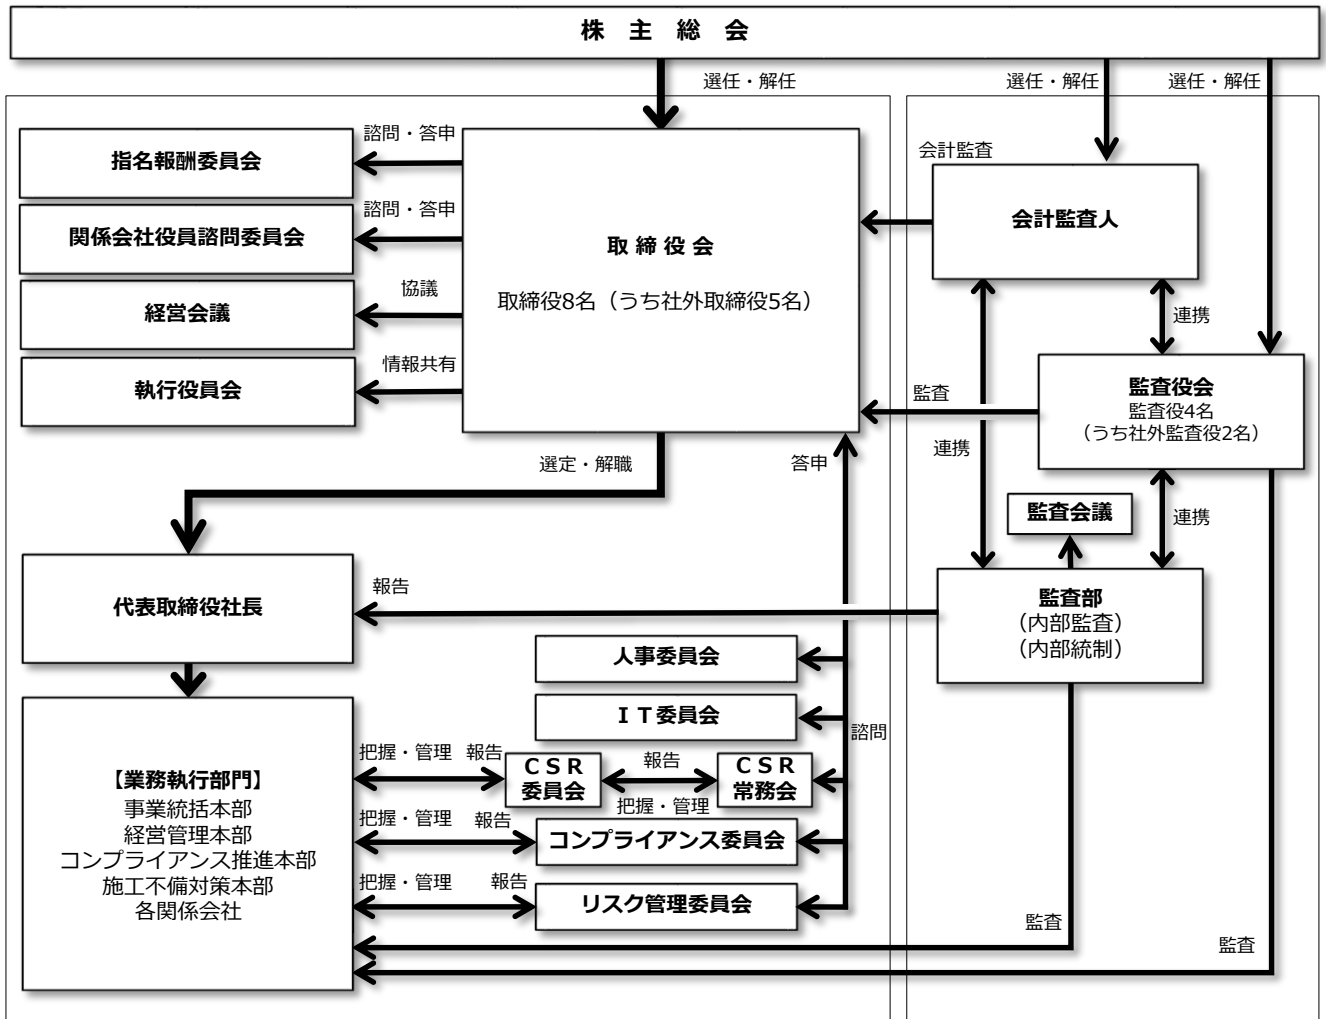 株 主 総 会
選任・解任
選任・解任
選任・解任
諮問・答申
指名報酬委員会
諮問・答申
関係会社役員諮問委員会
協議
経営会議
情報共有
執行役員会
取 締 役 会
取締役8名（うち社外取締役5名）
会計監査
会計監査人
連携
監査役会
監査役4名
（うち社外監査役2名）
監査
連携
選定・解職
答申
監査会議
連携
代表取締役社長
報告
監査部
（内部監査）
（内部統制）
人事委員会
ＩＴ委員会
諮問
【業務執行部門】
事業統括本部
経営管理本部
コンプライアンス推進本部
施工不備対策本部
各関係会社
把握・管理
報告
ＣＳＲ
委員会
報告
把握・管理
ＣＳＲ
常務会
把握・管理
報告
コンプライアンス委員会
把握・管理
報告
リスク管理委員会
監査
監査